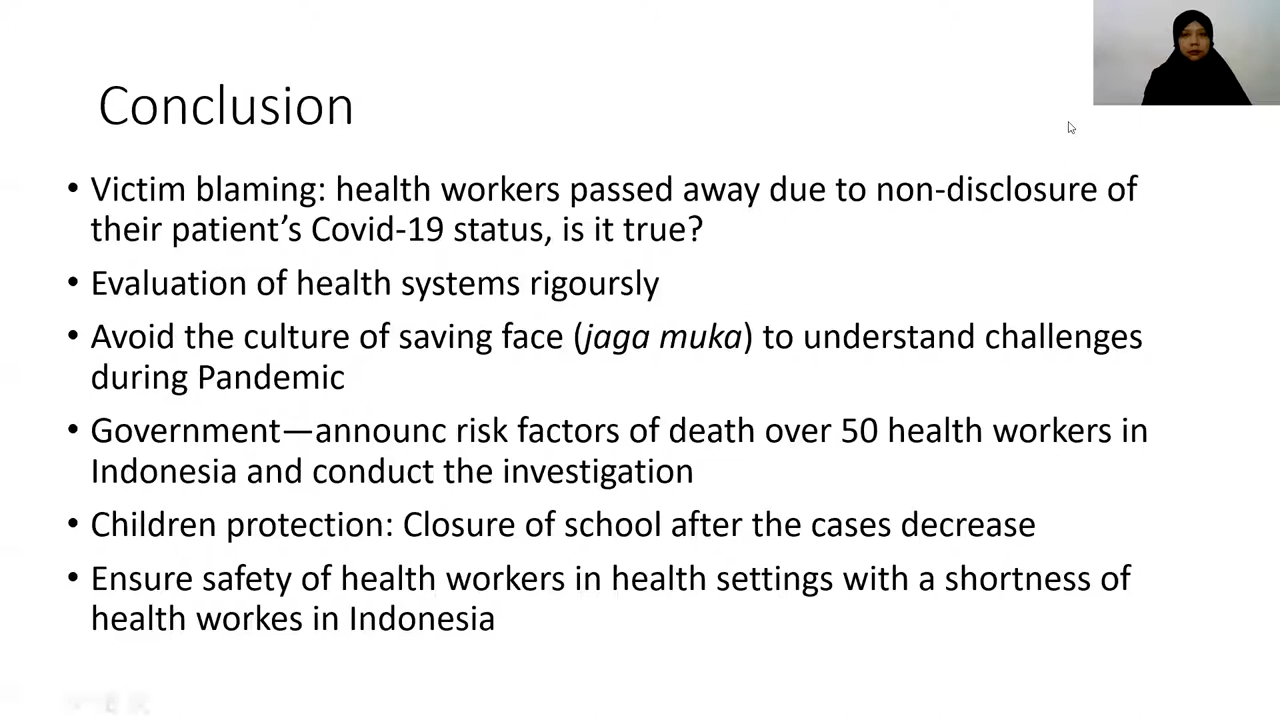 Conclusion
• Victim blaming: health workers passed away due to non-disclosure of
their patient’s Covid-19 status, is it true?
• Evaluation of health systems rigoursly
• Avoid the culture of saving face (jaga muka) to understand challenges
during Pandemic
• Government—announc risk factors of death over 50 health workers in
Indonesia and conduct the investigation
• Children protection: Closure of school after the cases decrease
• Ensure safety of health workers in health settings with a shortness of
health workes in Indonesia